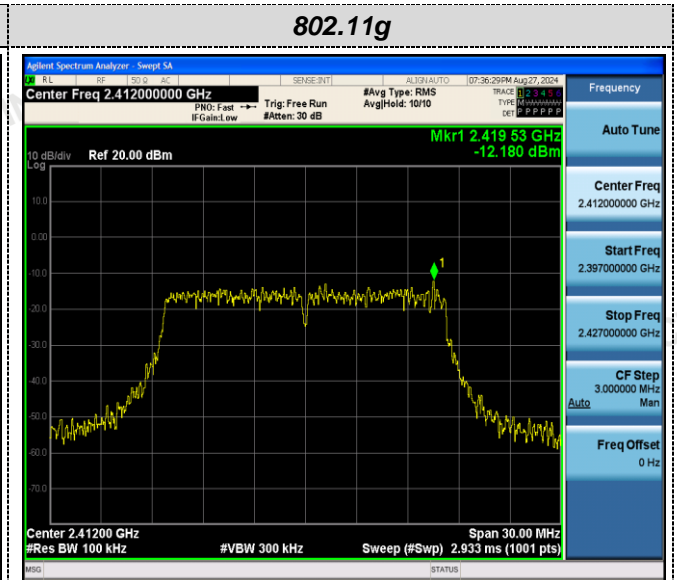 802.11g
Agilent Spectrum Analyzer - Swept SA
RL RF 50 Ω AC SENSE:INT ALIGNAUTO 07:36:29PM Aug27, 2024
Center Freq 2.412000000 GHz #Avg Type: RMS TRACE 1 2 3 4 5 6
PNO: Fast Trig: Free Run Avg|Hold: 10/10 TYPE MWWWWW
IFGain:Low #Atten: 30 dB DET P P P P P P
Mkr1 2.419 53 GHz
10 dB/div Ref 20.00 dBm -12.180 dBm
Log
10.0
0.00
-10.0
-20.0
-30.0
-40.0
-50.0
-60.0
-70.0
1
Center 2.41200 GHz Span 30.00 MHz
#Res BW 100 kHz #VBW 300 kHz Sweep (#Swp) 2.933 ms (1001 pts)
MSG STATUS
Frequency
Auto Tune
Center Freq
2.412000000 GHz
Start Freq
2.397000000 GHz
Stop Freq
2.427000000 GHz
CF Step
3.000000 MHz
Auto Man
Freq Offset
0 Hz